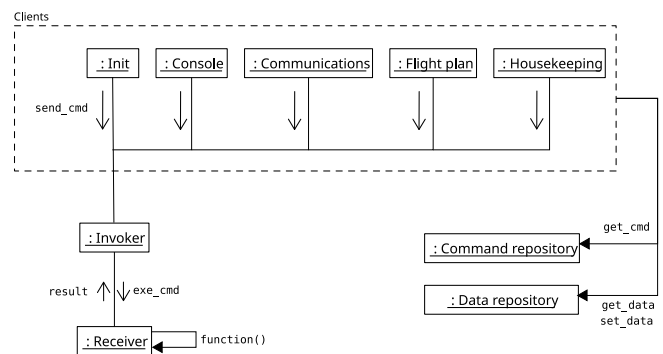 Clients
: Init
: Console
: Communications
: Flight plan
: Housekeeping
send_cmd
: Invoker
get_cmd
: Command repository
result
exe_cmd
: Data repository
get_data
set_data
: Receiver
function()